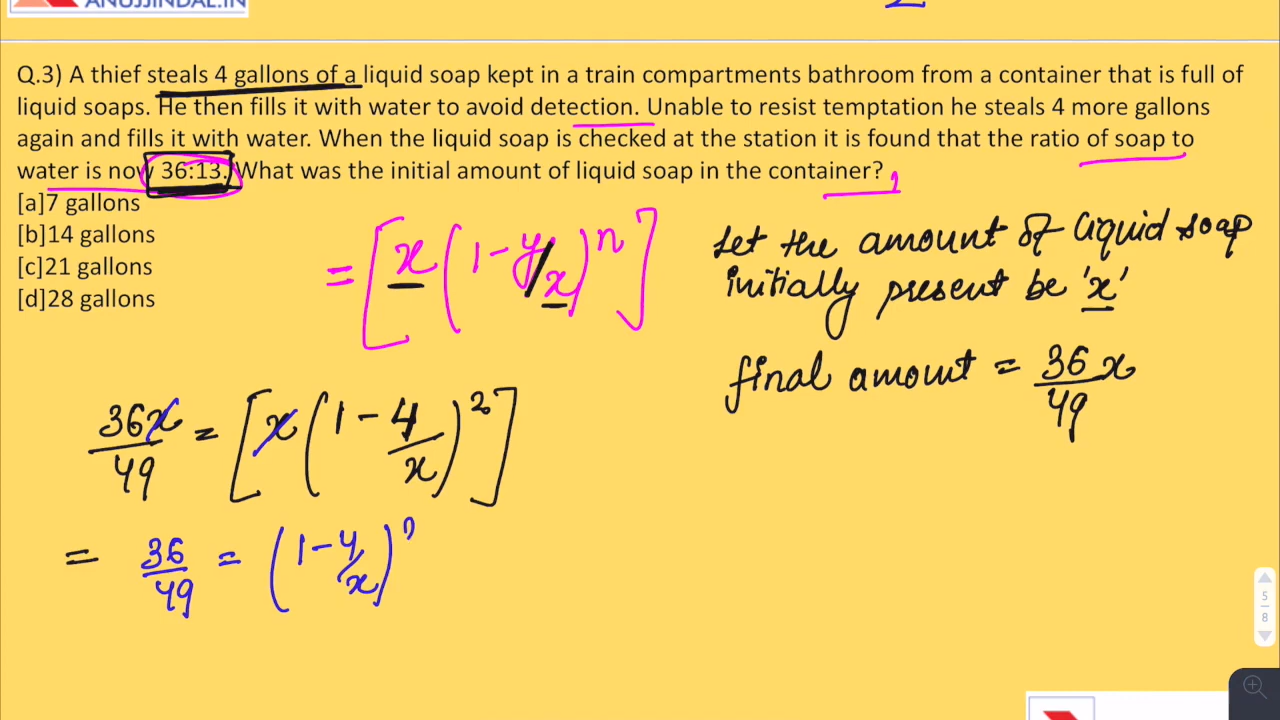 ANUJJINDAL.IN
Q.3) A thief steals 4 gallons of a liquid soap kept in a train compartments bathroom from a container that is full of
liquid soaps. He then fills it with water to avoid detection. Unable to resist temptation he steals 4 more gallons
again and fills it with water. When the liquid soap is checked at the station it is found that the ratio of soap to
water is now 36:13. What was the initial amount of liquid soap in the container?
[a]7 gallons
[b]14 gallons
[c]21 gallons
[d]28 gallons
= [x(1-y/x)^n]
Let the amount of liquid soap
initially present be 'x'
final amount = 36/49 x
36x/49 = [x(1 - 4/x)^2]
= 36/49 = (1 - 4/x)^2
5
8